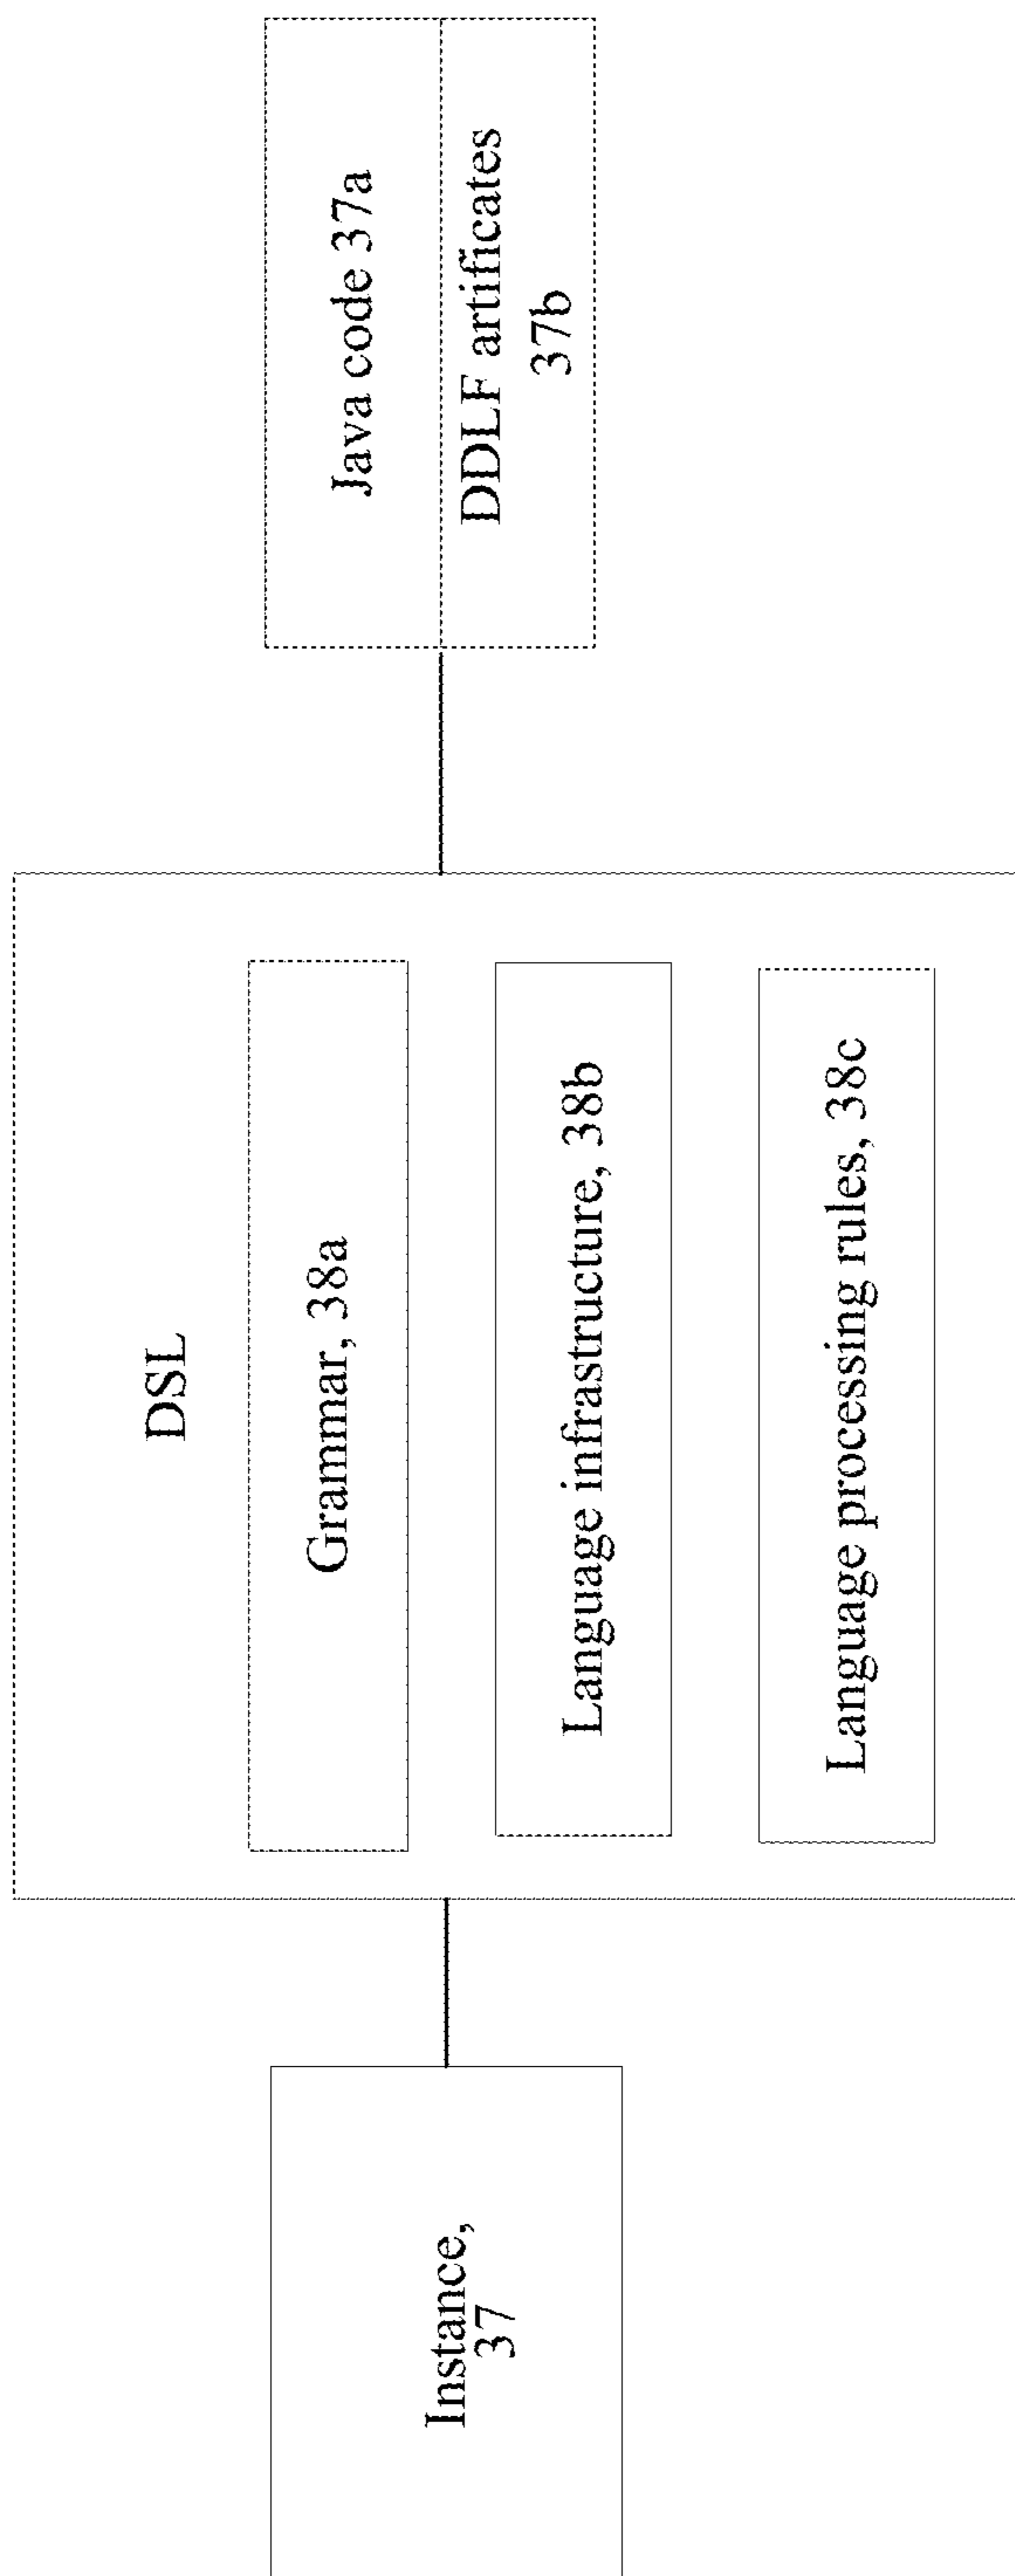 Instance,
37
DSL
Grammar, 38a
Language infrastructure, 38b
Language processing rules, 38c
Java code 37a
DDLF artificates
37b